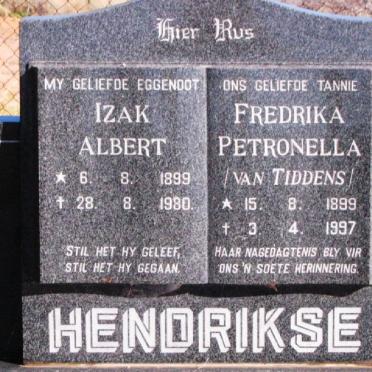 Hier Rus
MY GELIEFDE EGGENOOT
IZAK
ALBERT
★ 6. 8. 1899
† 28. 8. 1980.
STIL HET HY GELEEF,
STIL HET HY GEGAAN.
ONS GELIEFDE TANNIE
FREDRIKA
PETRONELLA
/VAN TIDDENS/
★ 15. 8. 1899
† 3. 4. 1997
HAAR NAGEDAGTENIS BLY VIR
ONS 'N SOETE HERINNERING.
HENDRIKSE